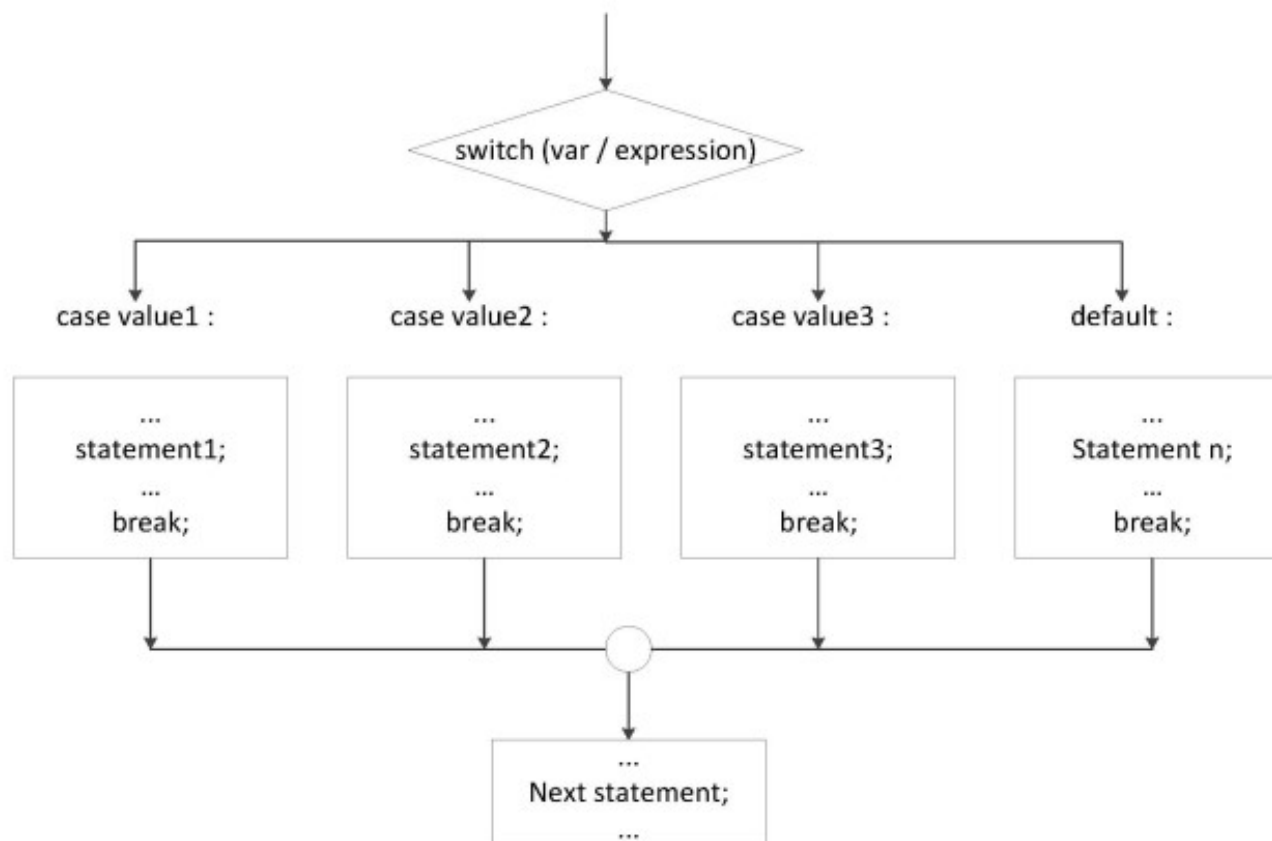 switch (var / expression)
case value1 :
case value2 :
case value3 :
default :
...
statement1;
...
break;
...
statement2;
...
break;
...
statement3;
...
break;
...
Statement n;
...
break;
...
Next statement;
...